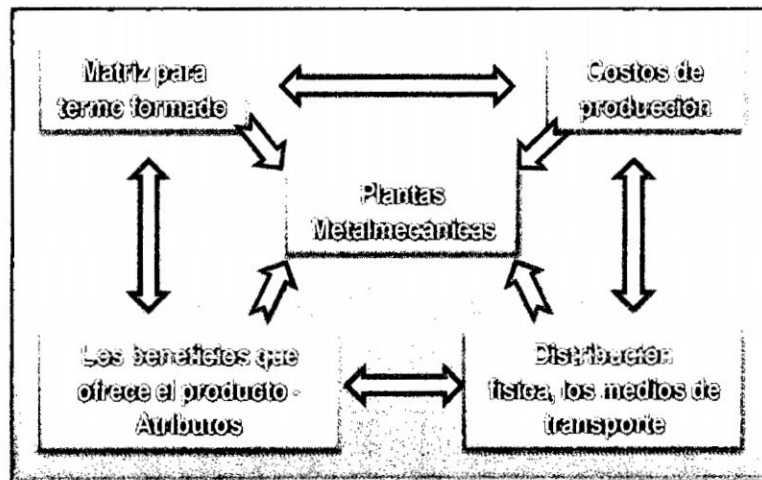 Matriz para
termo formado
Costos de
producción
Plantas
Metalmecánicas
Los beneficios que
ofrece el producto -
Atributos
Distribución
física, los medios de
transporte